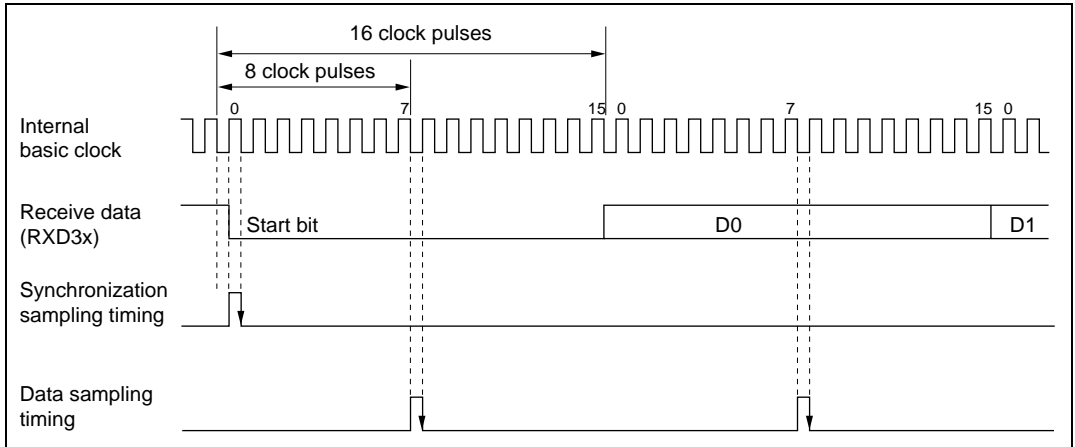 16 clock pulses
8 clock pulses
0 7 15 0 7 15 0
Internal
basic clock
Receive data
(RXD3x)
Start bit D0 D1
Synchronization
sampling timing
Data sampling
timing